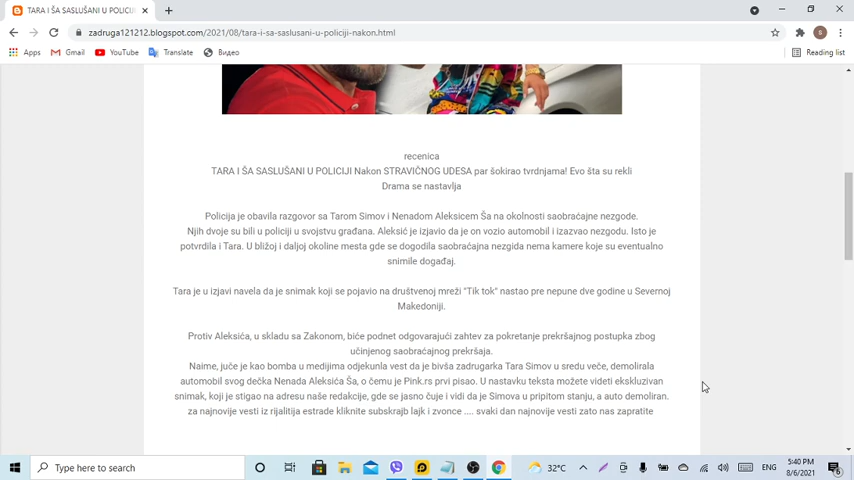 TARA I ŠA SASLUŠANI U POLICIJI
zadruga121212.blogspot.com/2021/08/tara-i-sa-saslusani-u-policiji-nakon.html
Apps Gmail YouTube Translate Видео Reading list
recenica
TARA I ŠA SASLUŠANI U POLICIJI Nakon STRAVIČNOG UDESA par šokirao tvrdnjama! Evo šta su rekli
Drama se nastavlja
Policija je obavila razgovor sa Tarom Simov i Nenadom Aleksicem Ša na okolnosti saobraćajne nezgode.
Njih dvoje su bili u policiji u svojstvu građana. Aleksić je izjavio da je on vozio automobil i izazvao nezgodu. Isto je
potvrdila i Tara. U bližoj i daljoj okoline mesta gde se dogodila saobraćajna nezgida nema kamere koje su eventualno
snimile događaj.
Tara je u izjavi navela da je snimak koji se pojavio na društvenoj mreži "Tik tok" nastao pre nepune dve godine u Severnoj
Makedoniji.
Protiv Aleksića, u skladu sa Zakonom, biće podnet odgovarajući zahtev za pokretanje prekršajnog postupka zbog
učinjenog saobraćajnog prekršaja.
Naime, juče je kao bomba u medijima odjekunla vest da je bivša zadrugarka Tara Simov u sredu veče, demolirala
automobil svog dečka Nenada Aleksića Ša, o čemu je Pink.rs prvi pisao. U nastavku teksta možete videti ekskluzivan
snimak, koji je stigao na adresu naše redakcije, gde se jasno čuje i vidi da je Simova u pripitom stanju, a auto demoliran.
za najnovije vesti iz rijalitija estrade kliknite subskrajb lajk i zvonce .... svaki dan najnovije vesti zato nas zapratite
Type here to search
32°C
ENG
5:40 PM
8/6/2021